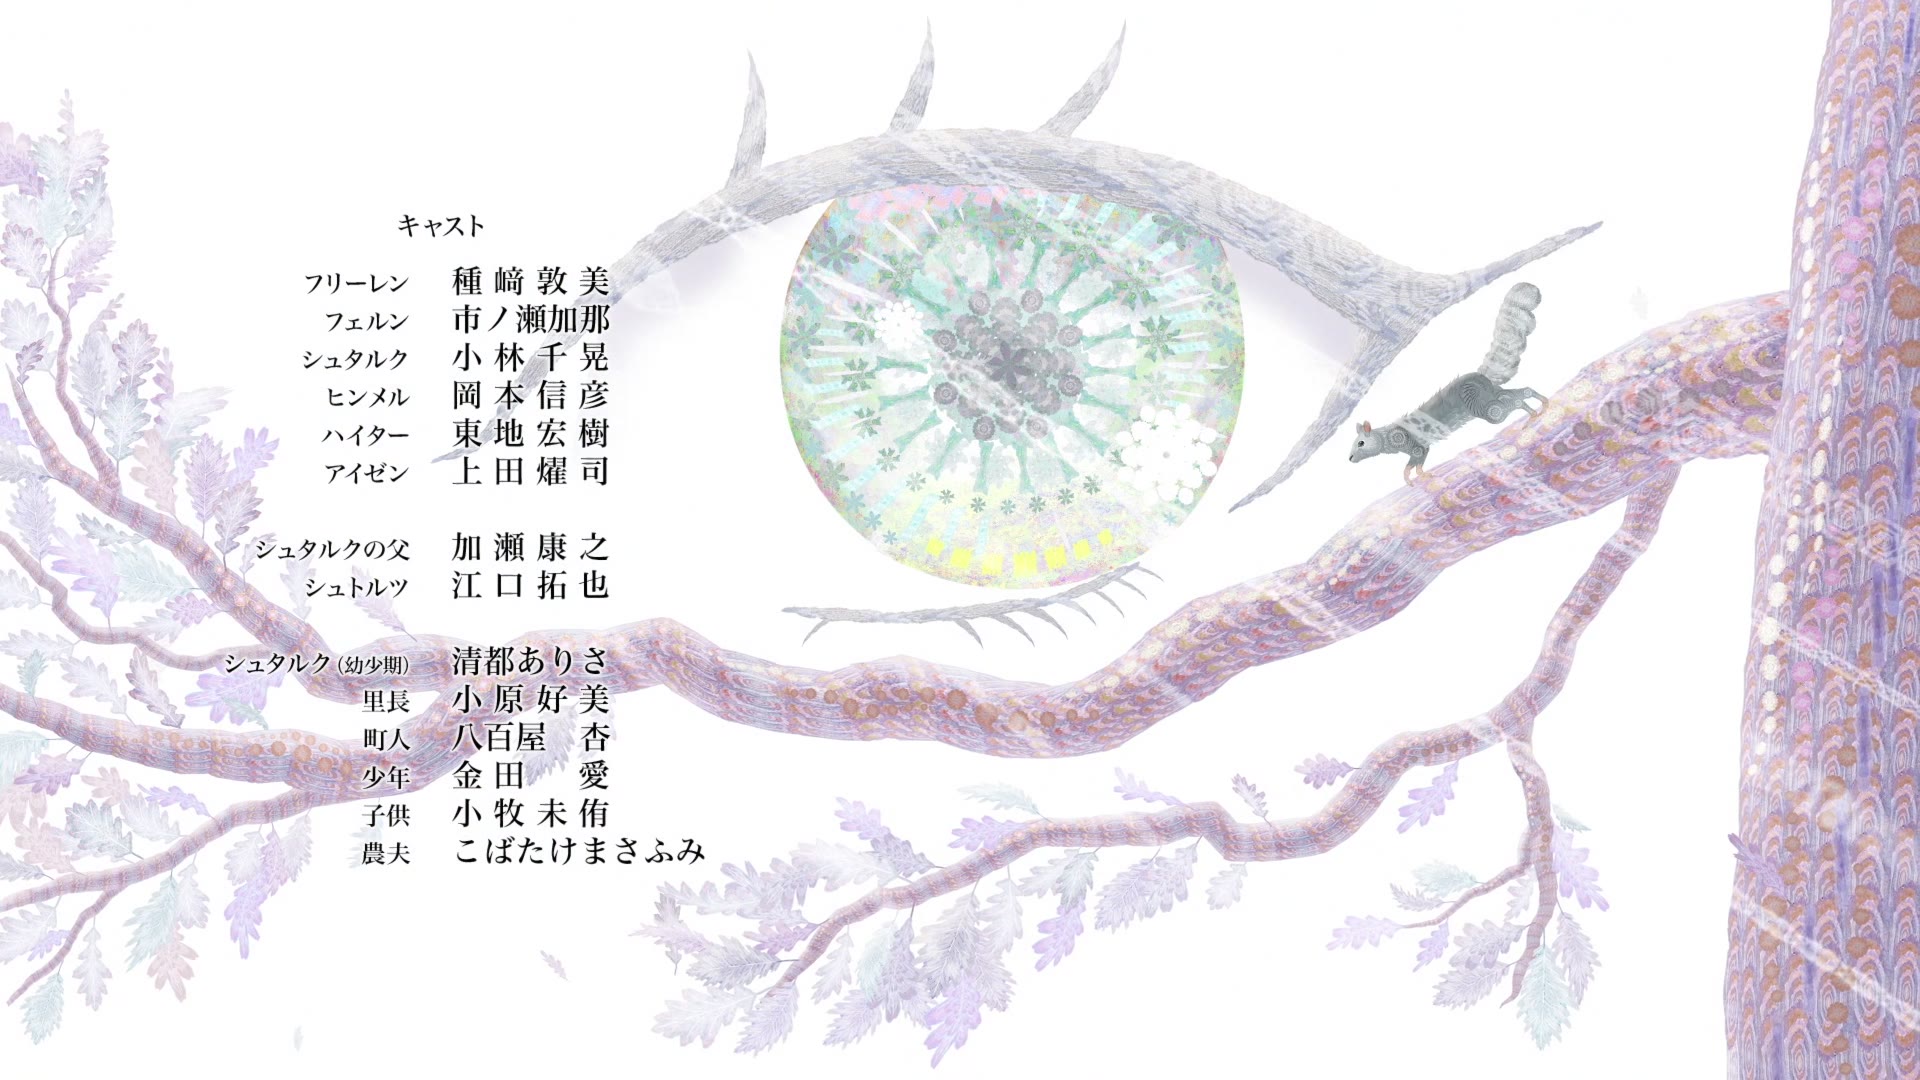 キャスト
フリーレン 種﨑敦美
フェルン 市ノ瀬加那
シュタルク 小林千晃
ヒンメル 岡本信彦
ハイター 東地宏樹
アイゼン 上田燿司
シュタルクの父 加瀬康之
シュトルツ 江口拓也
シュタルク（幼少期） 清都ありさ
里長 小原好美
町人 八百屋 杏
少年 金田 愛
子供 小牧未侑
農夫 こばたけまさふみ